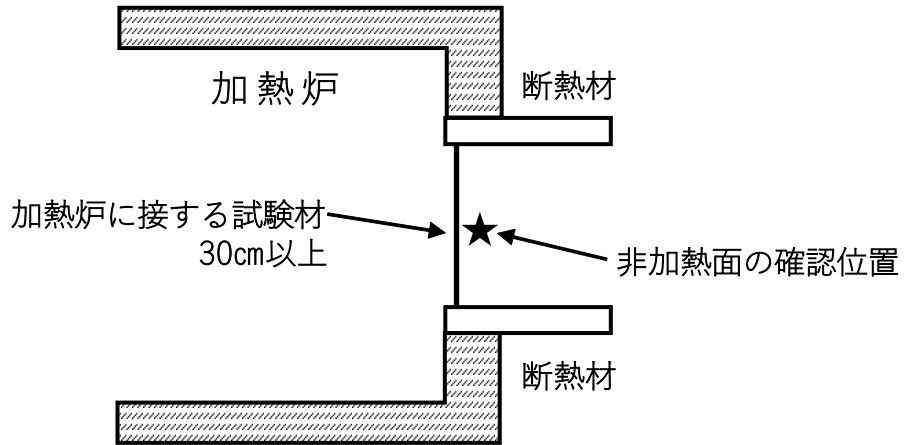 加熱炉
断熱材
加熱炉に接する試験材
30cm以上
非加熱面の確認位置
断熱材